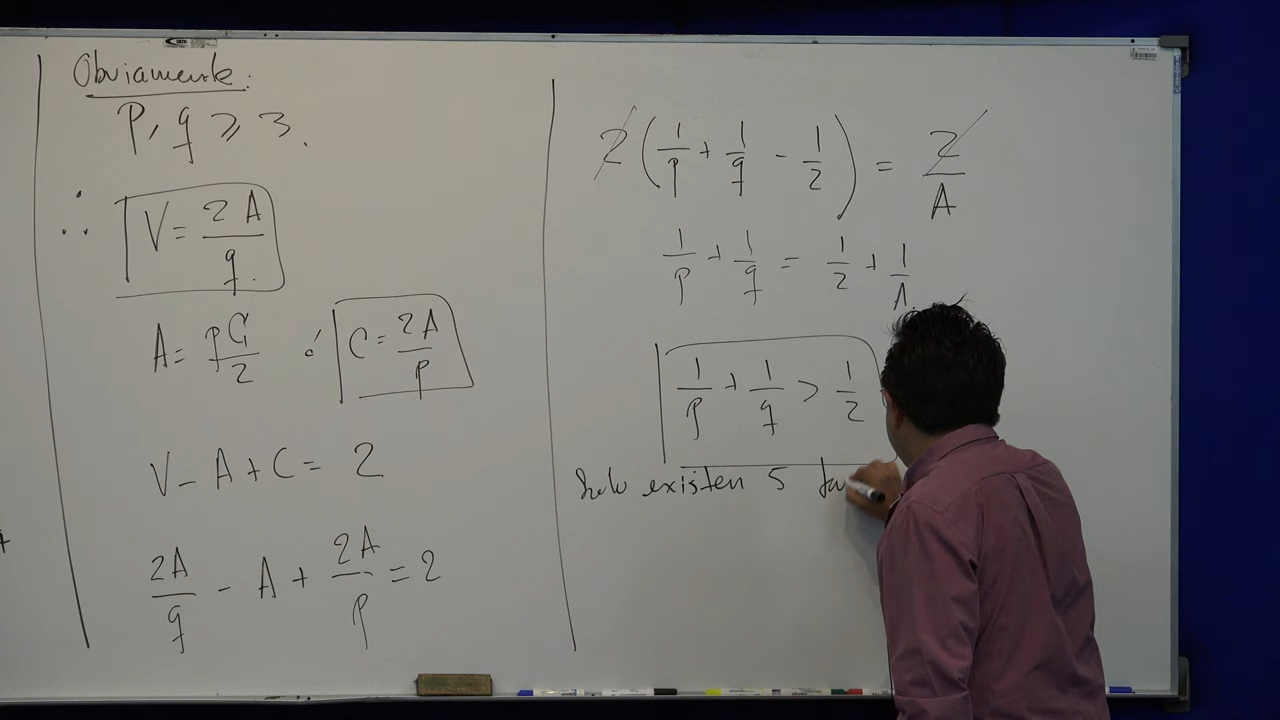 Obviamente:
p, q ≥ 3.
∴ V = 2A/q.
A = pC/2 ó C = 2A/p
V - A + C = 2
2A/q - A + 2A/p = 2
2(1/p + 1/q - 1/2) = 2/A
1/p + 1/q = 1/2 + 1/A
1/p + 1/q > 1/2
Solo existen 5